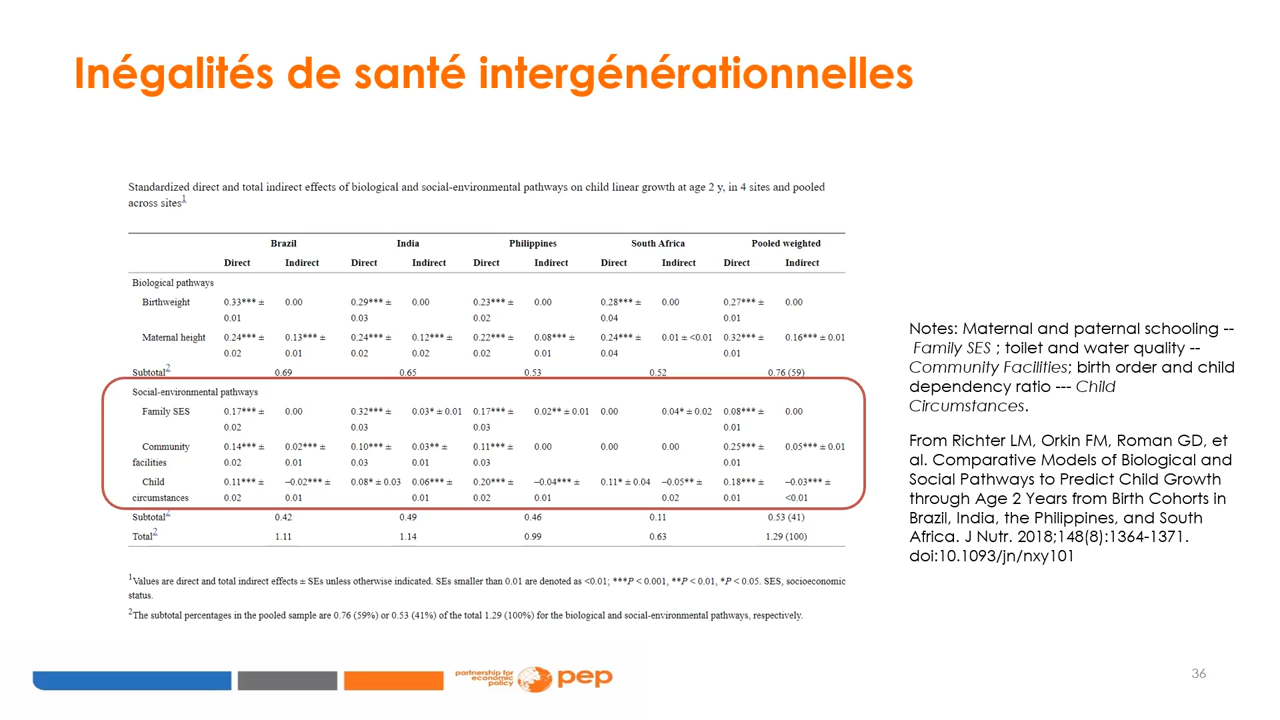 Inégalités de santé intergénérationnelles
Standardized direct and total indirect effects of biological and social-environmental pathways on child linear growth at age 2 y, in 4 sites and pooled
across sites1
Brazil India Philippines South Africa Pooled weighted
Direct Indirect Direct Indirect Direct Indirect Direct Indirect Direct Indirect
Biological pathways
Birthweight 0.33*** ± 0.00 0.29*** ± 0.00 0.23*** ± 0.00 0.28*** ± 0.00 0.27*** ± 0.00
0.01 0.03 0.02 0.04 0.01
Maternal height 0.24*** ± 0.13*** ± 0.24*** ± 0.12*** ± 0.22*** ± 0.08*** ± 0.24*** ± 0.01 ± <0.01 0.32*** ± 0.16*** ± 0.01
0.02 0.01 0.02 0.02 0.02 0.01 0.04 0.01
Subtotal2 0.69 0.65 0.53 0.52 0.76 (59)
Social-environmental pathways
Family SES 0.17*** ± 0.00 0.32*** ± 0.03* ± 0.01 0.17*** ± 0.02** ± 0.01 0.00 0.04* ± 0.02 0.08*** ± 0.00
0.02 0.03 0.03 0.01
Community 0.14*** ± 0.02*** ± 0.10*** ± 0.03** ± 0.11*** ± 0.00 0.00 0.00 0.25*** ± 0.05*** ± 0.01
facilities 0.02 0.01 0.03 0.01 0.03 0.01
Child 0.11*** ± –0.02*** ± 0.08* ± 0.03 0.06*** ± 0.20*** ± –0.04*** ± 0.11* ± 0.04 –0.05** ± 0.18*** ± –0.03*** ±
circumstances 0.02 0.01 0.01 0.02 0.01 0.02 0.01 <0.01
Subtotal2 0.42 0.49 0.46 0.11 0.53 (41)
Total2 1.11 1.14 0.99 0.63 1.29 (100)
1Values are direct and total indirect effects ± SEs unless otherwise indicated. SEs smaller than 0.01 are denoted as <0.01; ***P < 0.001, **P < 0.01, *P < 0.05. SES, socioeconomic
status.
2The subtotal percentages in the pooled sample are 0.76 (59%) or 0.53 (41%) of the total 1.29 (100%) for the biological and social-environmental pathways, respectively.
Notes: Maternal and paternal schooling --
Family SES ; toilet and water quality --
Community Facilities; birth order and child
dependency ratio --- Child
Circumstances.
From Richter LM, Orkin FM, Roman GD, et
al. Comparative Models of Biological and
Social Pathways to Predict Child Growth
through Age 2 Years from Birth Cohorts in
Brazil, India, the Philippines, and South
Africa. J Nutr. 2018;148(8):1364-1371.
doi:10.1093/jn/nxy101
partnership for
economic
policy
pep
36